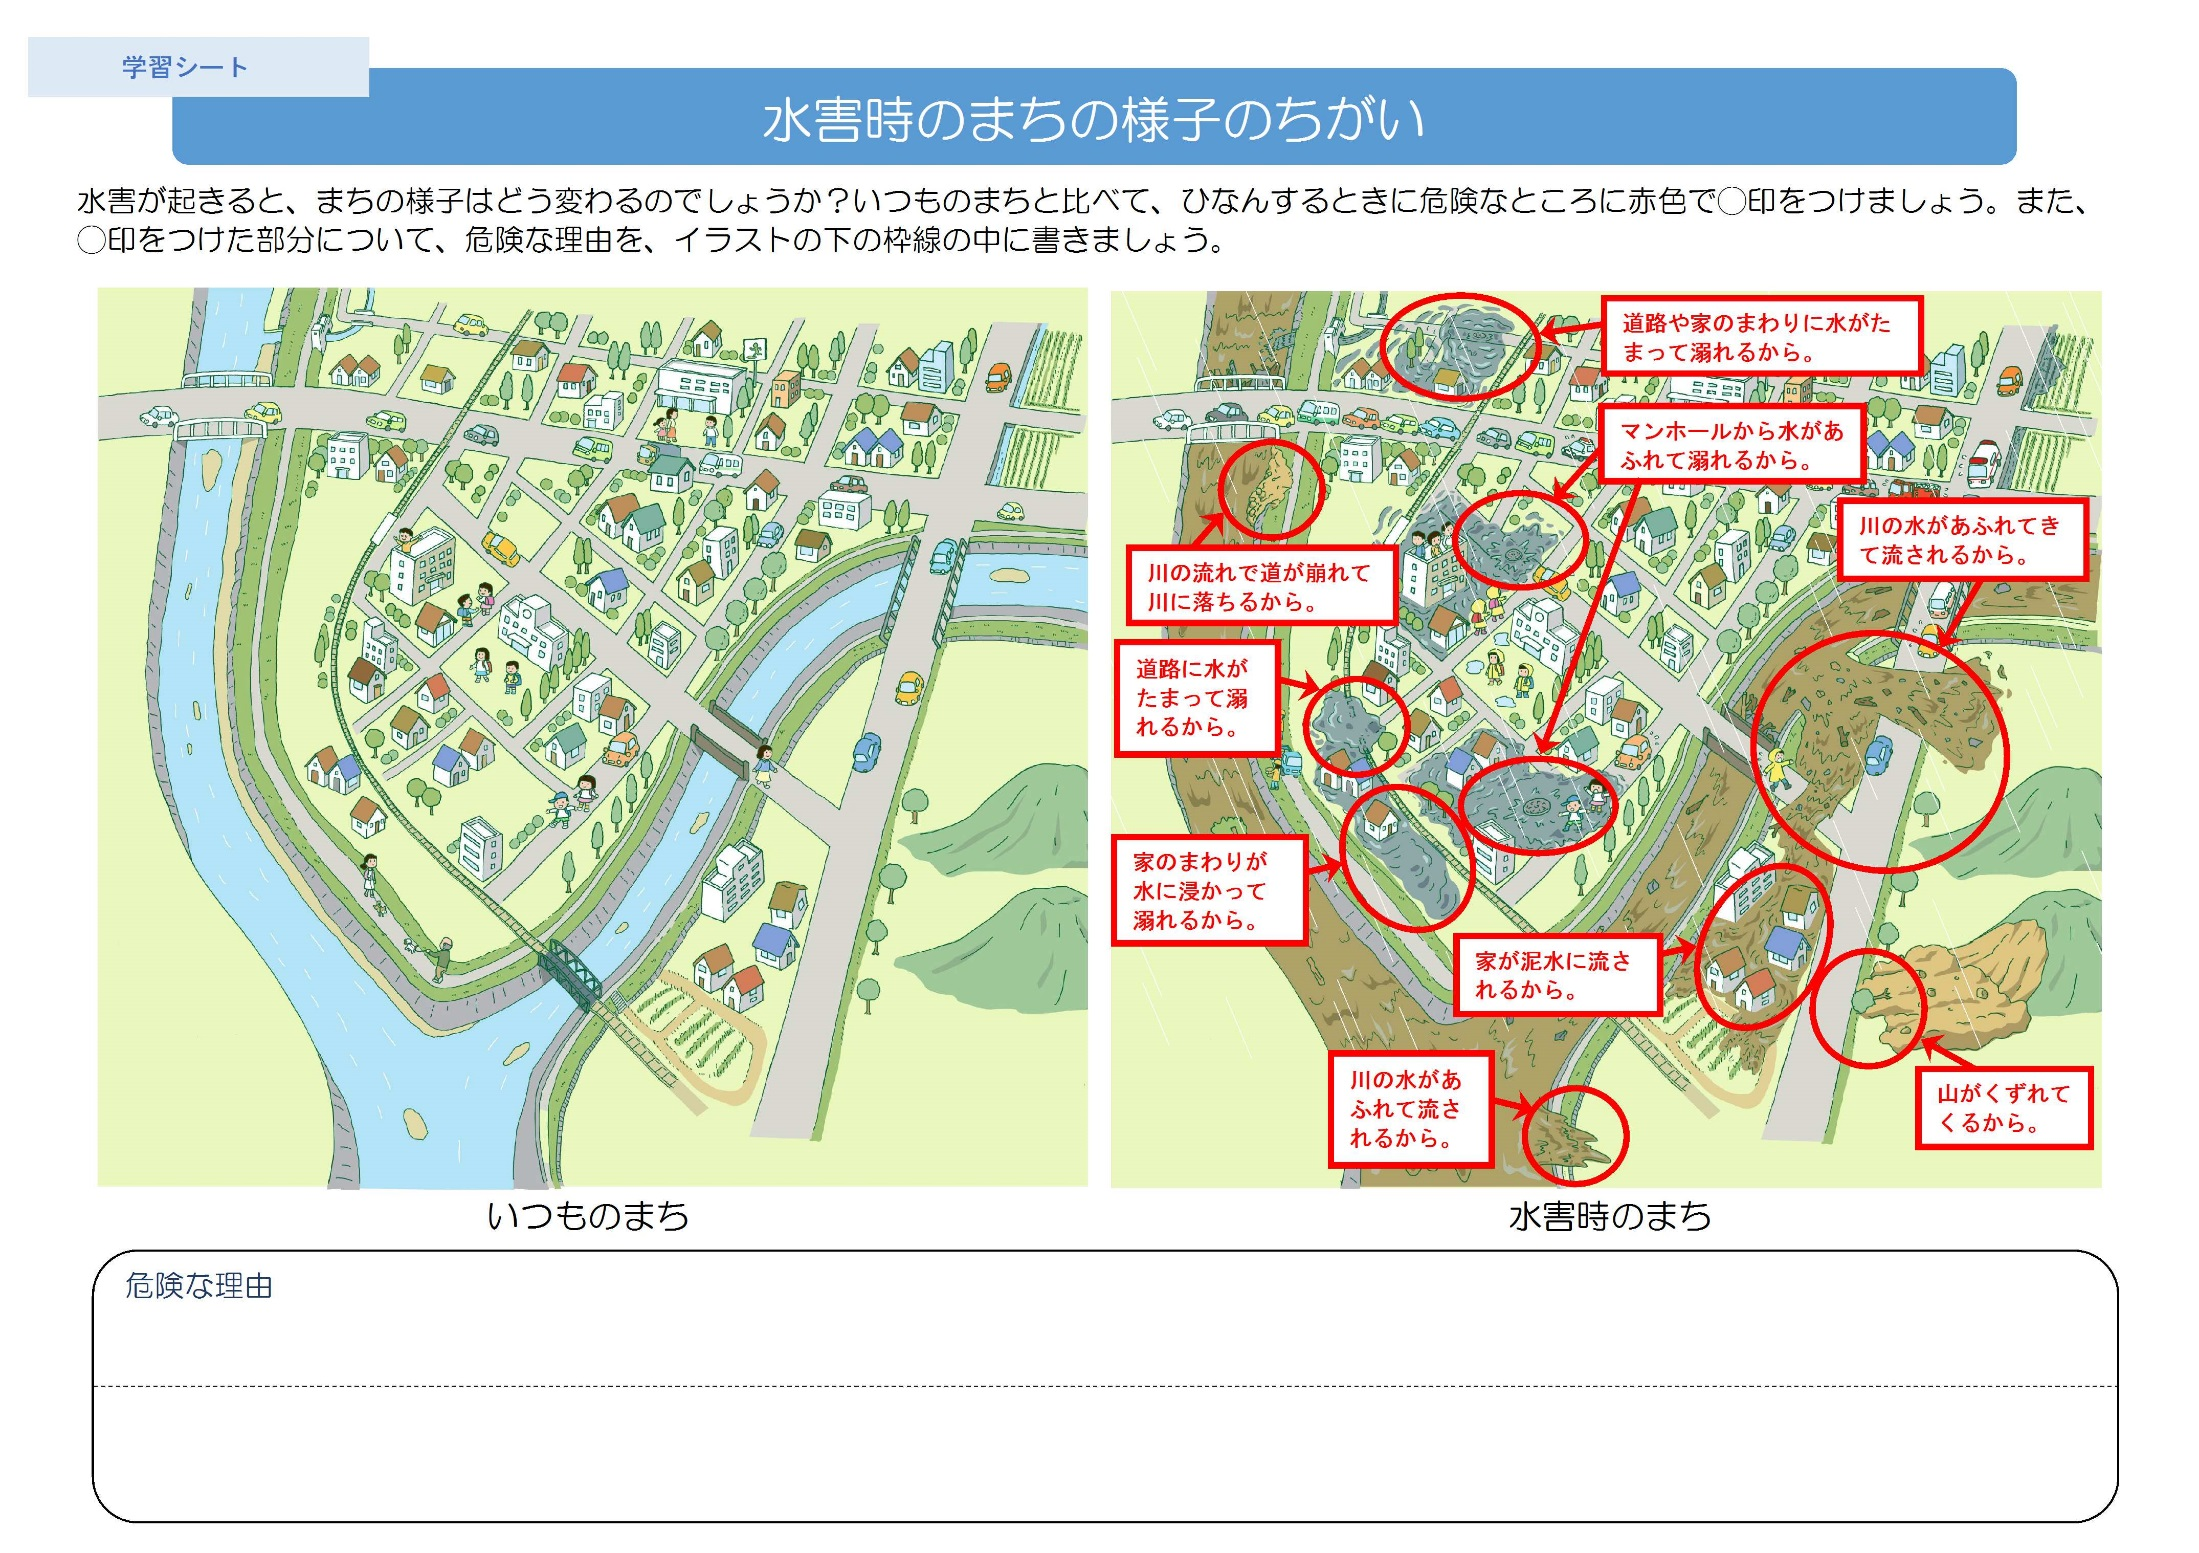 学習シート
水害時のまちの様子のちがい
水害が起きると、まちの様子はどう変わるのでしょうか？いつものまちと比べて、ひなんするときに危険なところに赤色で○印をつけましょう。また、
○印をつけた部分について、危険な理由を、イラストの下の枠線の中に書きましょう。
道路や家のまわりに水がた
まって溺れるから。
マンホールから水があ
ふれて溺れるから。
川の水があふれてき
て流されるから。
川の流れで道が崩れて
川に落ちるから。
道路に水が
たまって溺
れるから。
家のまわりが
水に浸かって
溺れるから。
家が泥水に流さ
れるから。
川の水があ
ふれて流さ
れるから。
山がくずれて
くるから。
いつものまち
水害時のまち
危険な理由